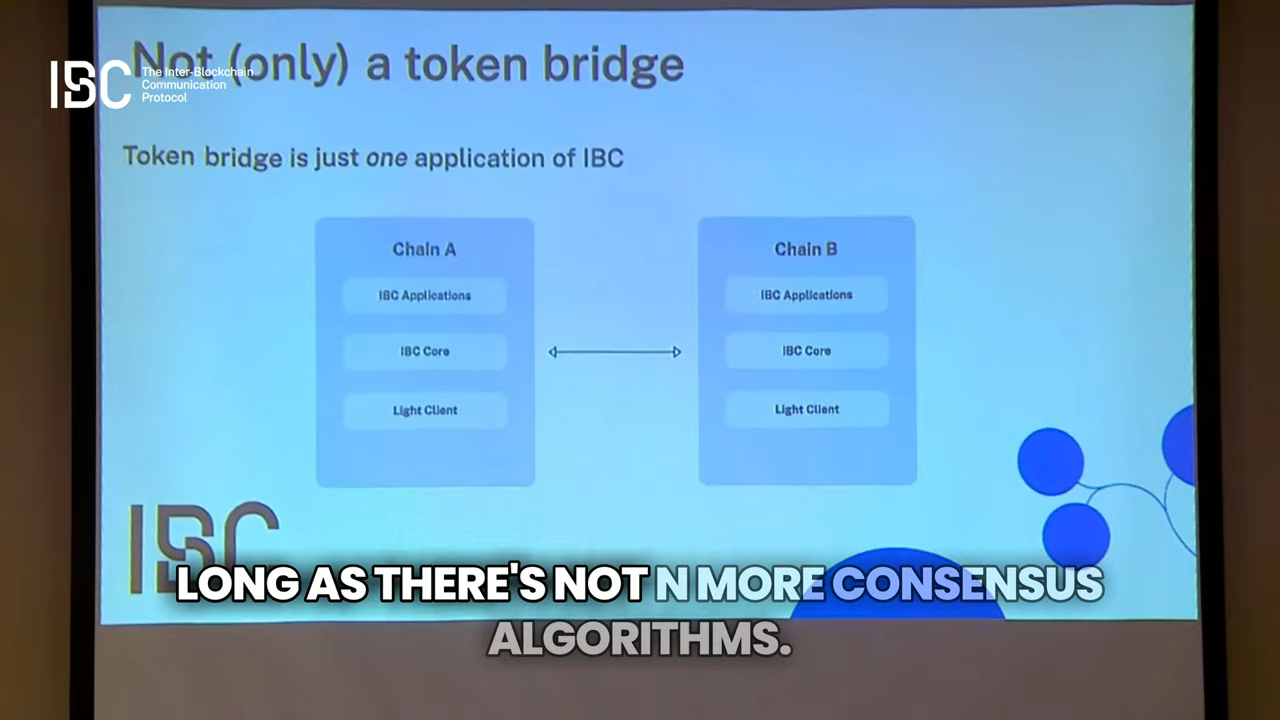 Not (only) a token bridge
IBC
The Inter-Blockchain
Communication
Protocol
Token bridge is just one application of IBC
Chain A
IBC Applications
IBC Core
Light Client
Chain B
IBC Applications
IBC Core
Light Client
IBC
LONG AS THERE'S NOT N MORE CONSENSUS
ALGORITHMS.